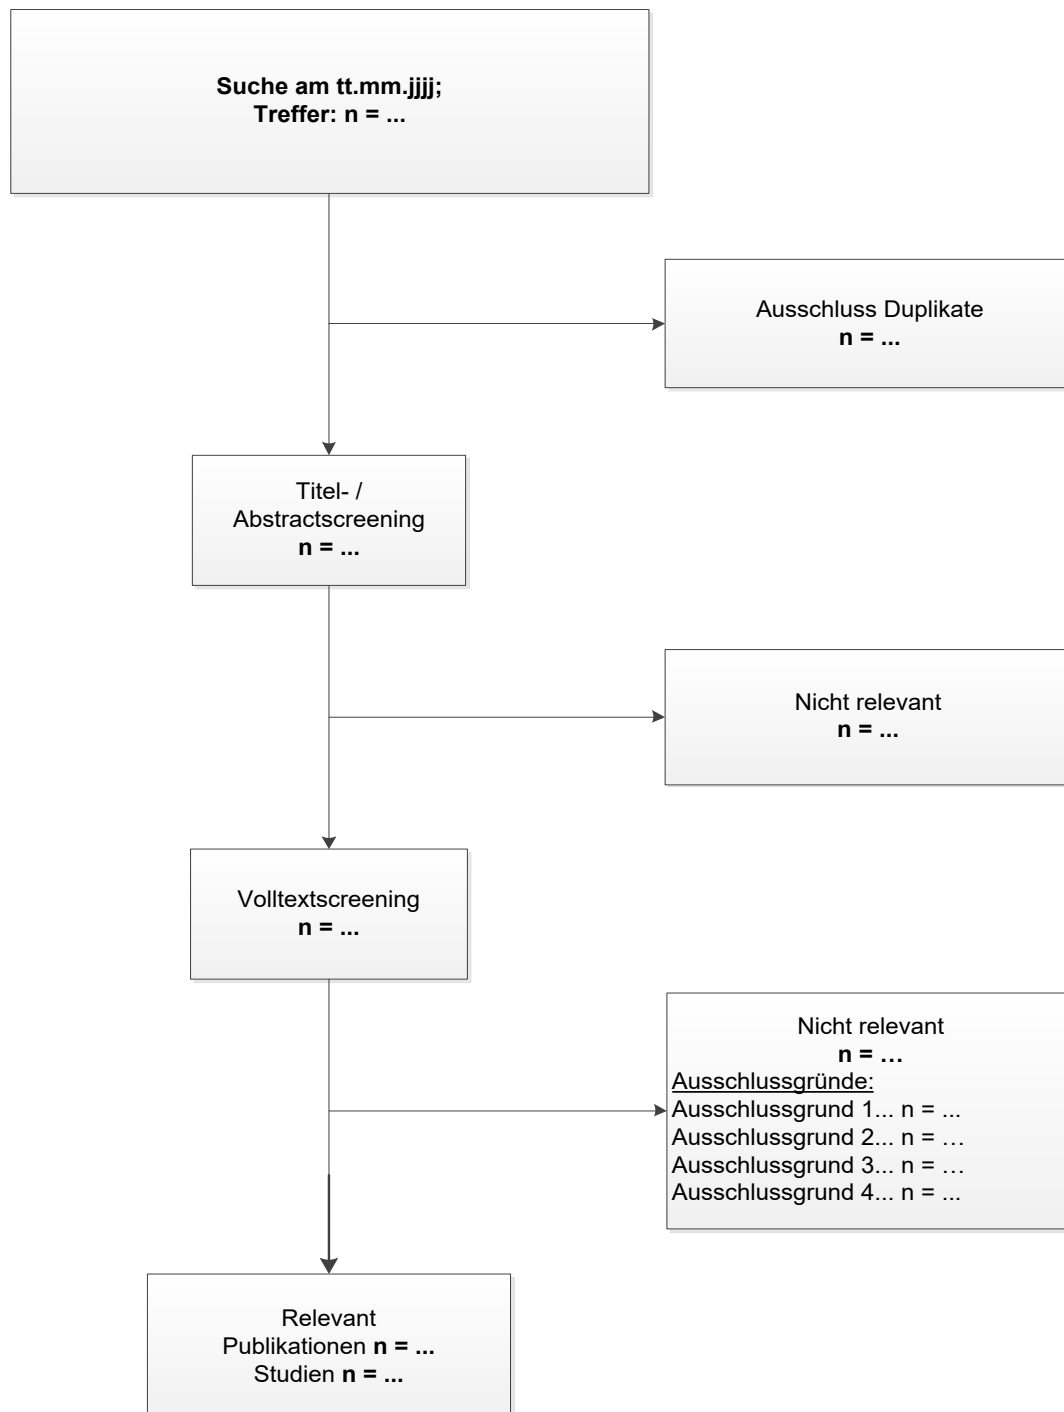 Suche am tt.mm.jjjj;
Treffer: n = ...
Ausschluss Duplikate
n = ...
Titel- /
Abstractscreening
n = ...
Nicht relevant
n = ...
Volltextscreening
n = ...
Nicht relevant
n = …
Ausschlussgründe:
Ausschlussgrund 1... n = ...
Ausschlussgrund 2... n = …
Ausschlussgrund 3... n = …
Ausschlussgrund 4... n = ...
Relevant
Publikationen n = ...
Studien n = ...